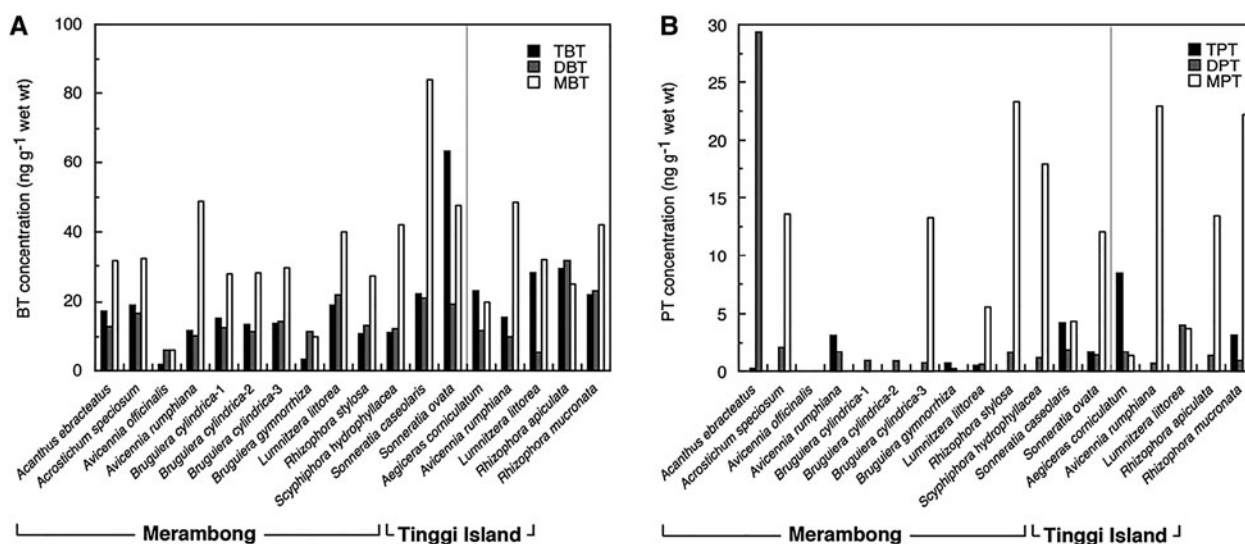 A
BT concentration (ng g⁻¹ wet wt)
100
80
60
40
20
0
TBT
DBT
MBT
Acanthus ebracteatus
Acrostichum speciosum
Avicennia officinalis
Avicenia rumphiana
Bruguiera cylindrica-1
Bruguiera cylindrica-2
Bruguiera cylindrica-3
Bruguiera gymnorrhiza
Lumnitzera littorea
Rhizophora stylosa
Scyphiphora hydrophyllacea
Sonneratia caseolaris
Sonneratia ovata
Aegiceras corniculatum
Avicenia rumphiana
Lumnitzera littorea
Rhizophora apiculata
Rhizophora mucronata
Merambong
Tinggi Island
B
PT concentration (ng g⁻¹ wet wt)
30
25
20
15
10
5
0
TPT
DPT
MPT
Acanthus ebracteatus
Acrostichum speciosum
Avicennia officinalis
Avicenia rumphiana
Bruguiera cylindrica-1
Bruguiera cylindrica-2
Bruguiera cylindrica-3
Bruguiera gymnorrhiza
Lumnitzera littorea
Rhizophora stylosa
Scyphiphora hydrophyllacea
Sonneratia caseolaris
Sonneratia ovata
Aegiceras corniculatum
Avicenia rumphiana
Lumnitzera littorea
Rhizophora apiculata
Rhizophora mucronata
Merambong
Tinggi Island